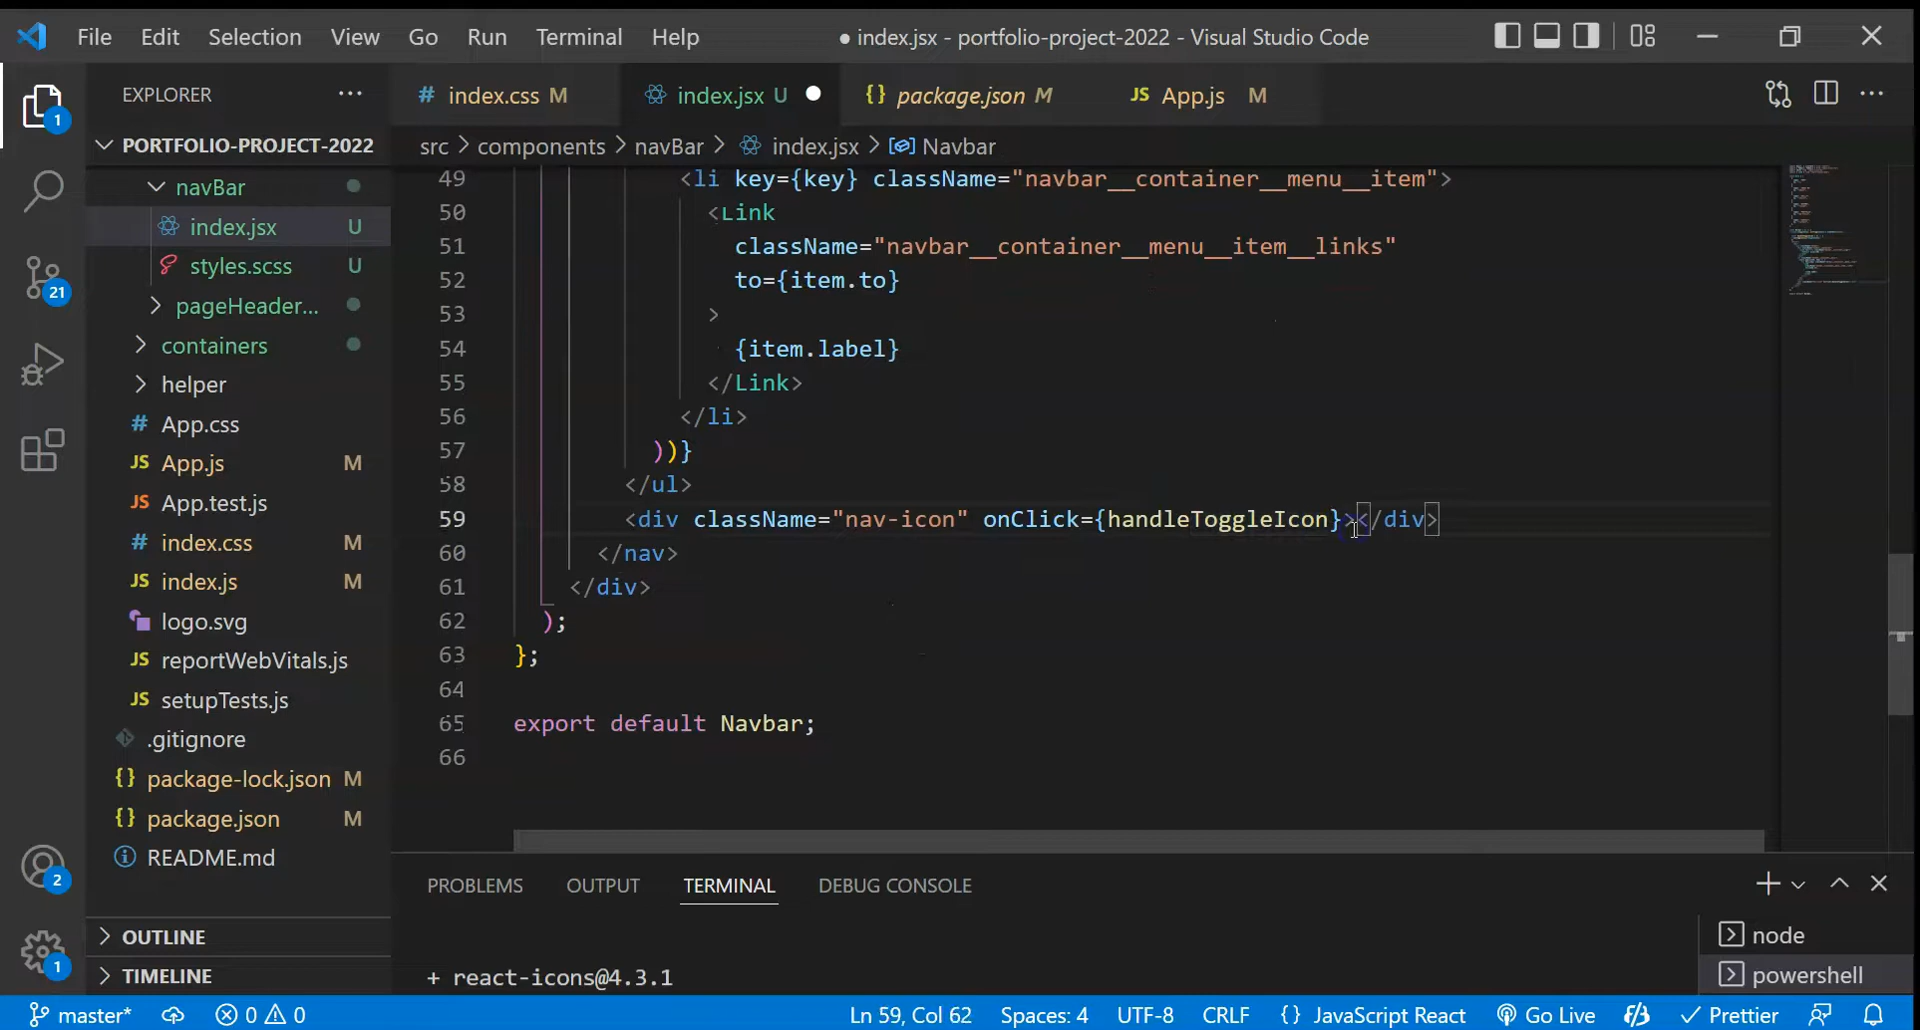 File Edit Selection View Go Run Terminal Help ● index.jsx - portfolio-project-2022 - Visual Studio Code
EXPLORER ...
# index.css M index.jsx U {} package.json M JS App.js M ...
PORTFOLIO-PROJECT-2022
src > components > navBar > index.jsx > Navbar
navBar
index.jsx U
styles.scss U
pageHeader...
containers
helper
# App.css
JS App.js M
JS App.test.js
# index.css M
JS index.js M
logo.svg
JS reportWebVitals.js
JS setupTests.js
.gitignore
{} package-lock.json M
{} package.json M
README.md
OUTLINE
TIMELINE
1
21
2
1
49 <li key={key} className="navbar__container__menu__item">
50 <Link
51 className="navbar__container__menu__item__links"
52 to={item.to}
53 >
54 {item.label}
55 </Link>
56 </li>
57 ))}
58 </ul>
59 <div className="nav-icon" onClick={handleToggleIcon}></div>
60 </nav>
61 </div>
62 );
63 };
64
65 export default Navbar;
66
PROBLEMS OUTPUT TERMINAL DEBUG CONSOLE
+ react-icons@4.3.1
node
powershell
master* 0 0 Ln 59, Col 62 Spaces: 4 UTF-8 CRLF {} JavaScript React Go Live Prettier